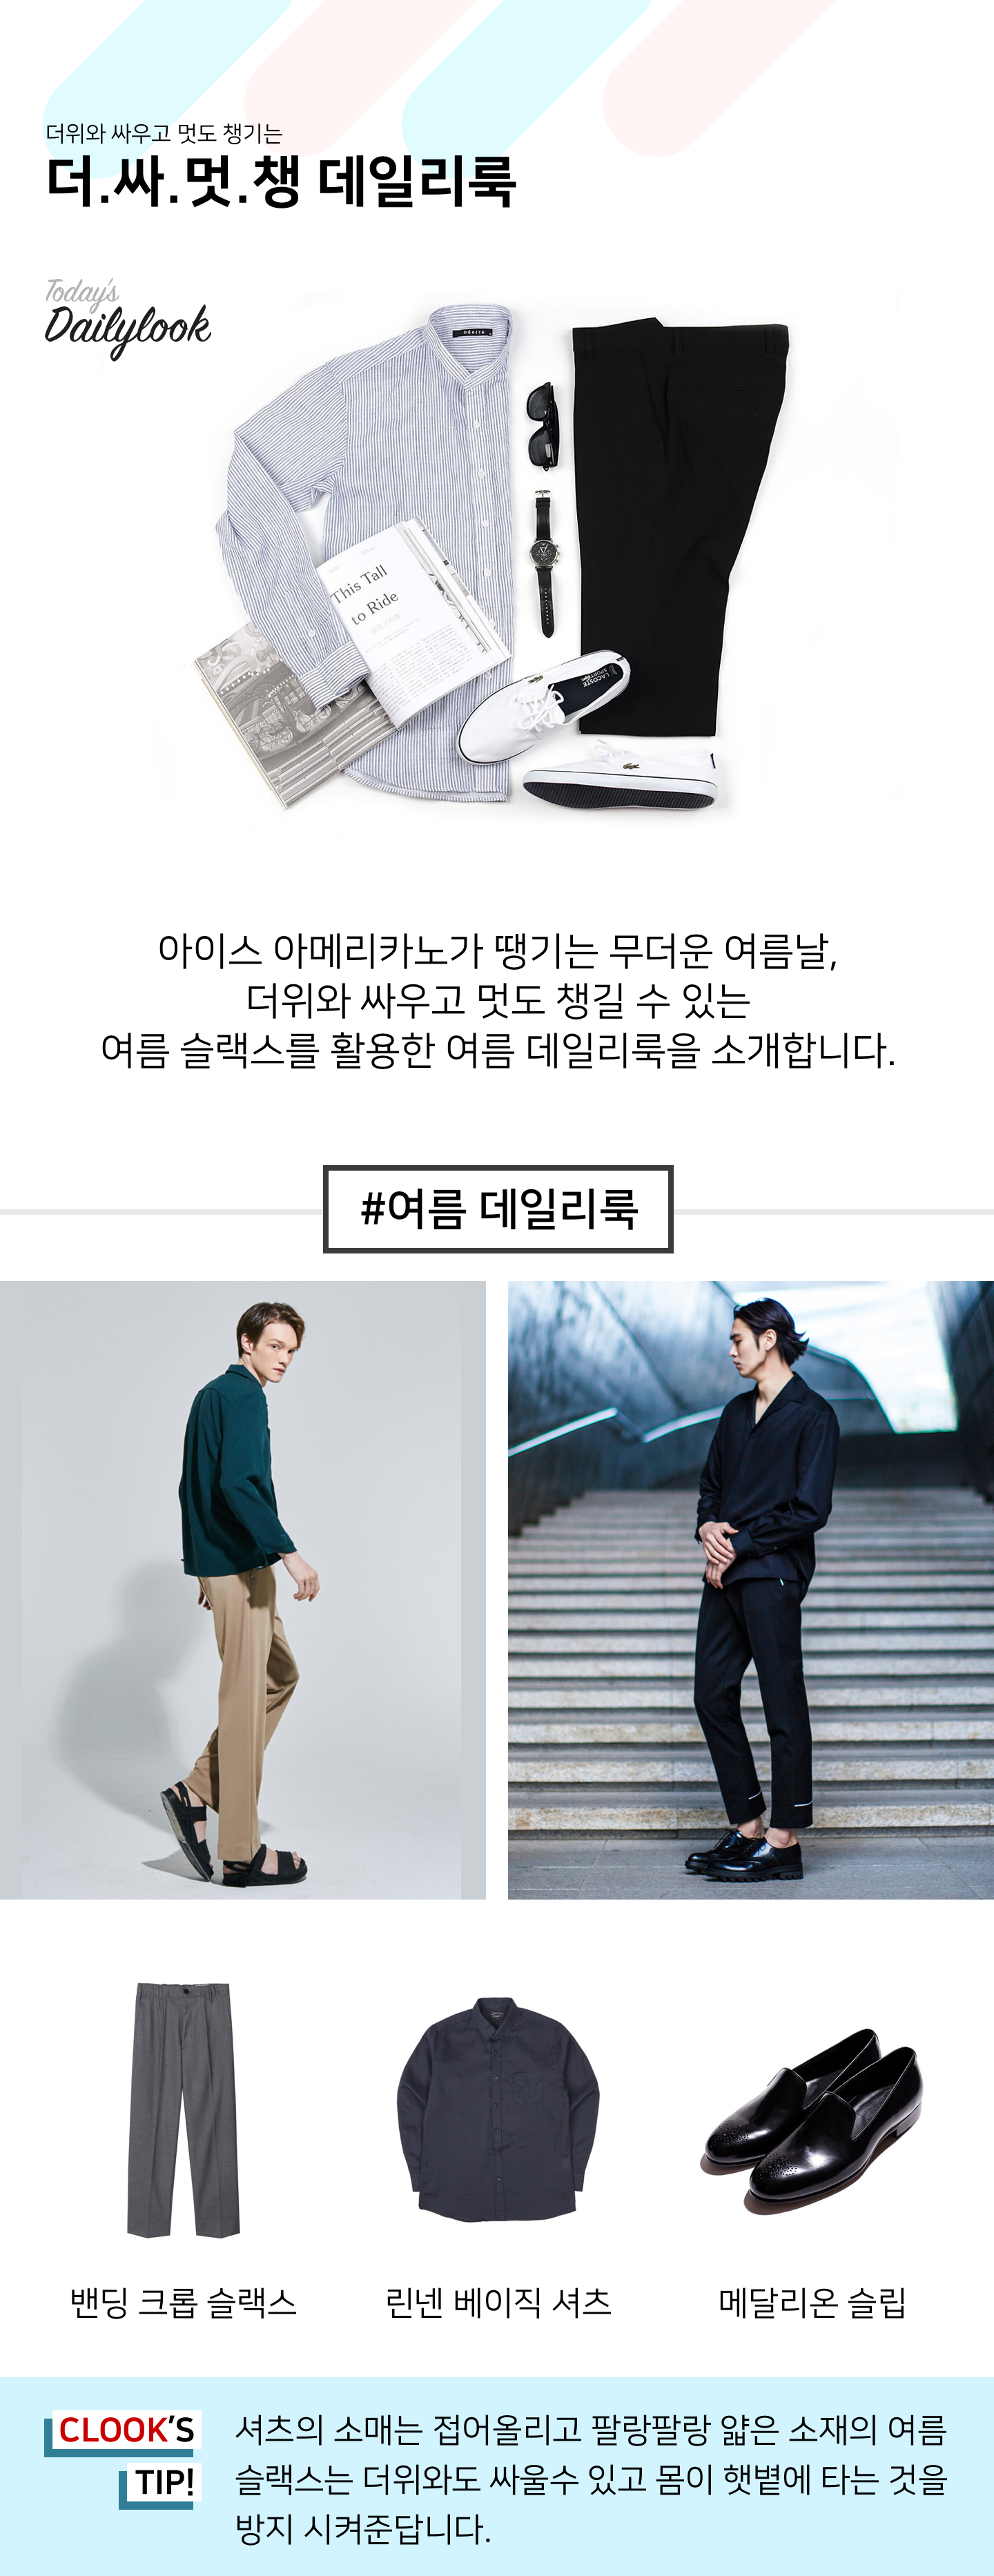 더위와 싸우고 멋도 챙기는
더.싸.멋.챙 데일리룩
Today's
Dailylook
odette
This Tall
to Ride
LACOSTE
SPORT
아이스 아메리카노가 땡기는 무더운 여름날,
더위와 싸우고 멋도 챙길 수 있는
여름 슬랙스를 활용한 여름 데일리룩을 소개합니다.
#여름 데일리룩
밴딩 크롭 슬랙스
린넨 베이직 셔츠
메달리온 슬립
CLOOK'S
TIP!
셔츠의 소매는 접어올리고 팔랑팔랑 얇은 소재의 여름
슬랙스는 더위와도 싸울수 있고 몸이 햇볕에 타는 것을
방지 시켜준답니다.